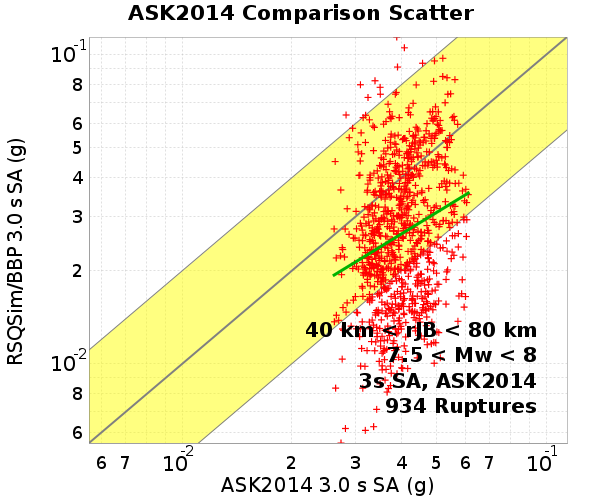 ASK2014 Comparison Scatter
RSQSim/BBP 3.0 s SA (g)
10-1
8
6
5
4
3
2
10-2
8
6
40 km < rJB < 80 km
7.5 < Mw < 8
3s SA, ASK2014
934 Ruptures
6 7 10-2 2 3 4 5 6 7 10-1
ASK2014 3.0 s SA (g)